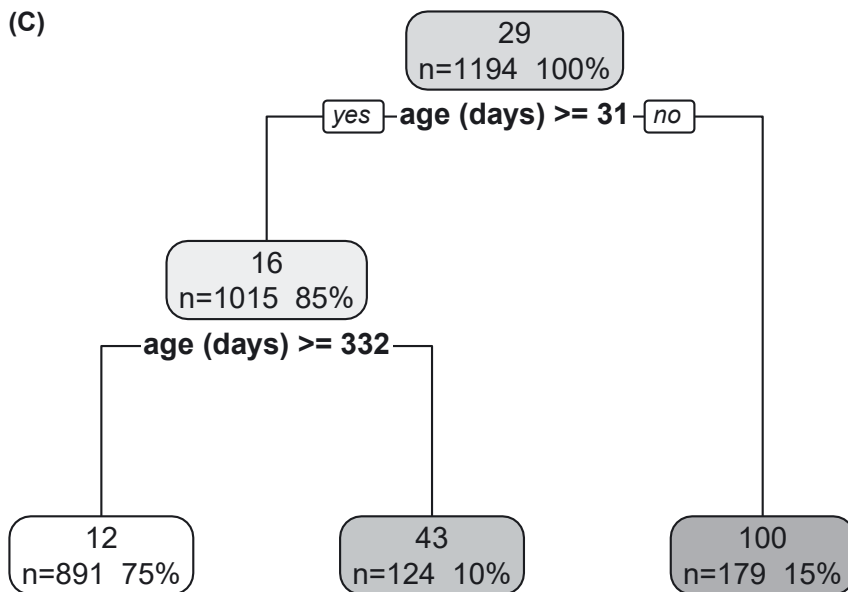 (C)
29
n=1194 100%
yes age (days) >= 31 no
16
n=1015 85%
age (days) >= 332
12
n=891 75%
43
n=124 10%
100
n=179 15%